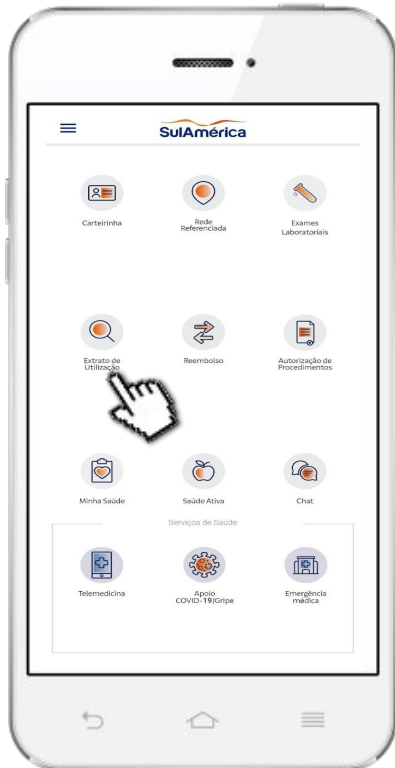 SulAmérica
Carteirinha
Rede
Referenciada
Exames
Laboratoriais
Extrato de
Utilização
Reembolso
Autorização de
Procedimentos
Minha Saúde
Saúde Ativa
Chat
Serviços de Saúde
Telemedicina
Apoio
COVID-19/Gripe
Emergência
médica